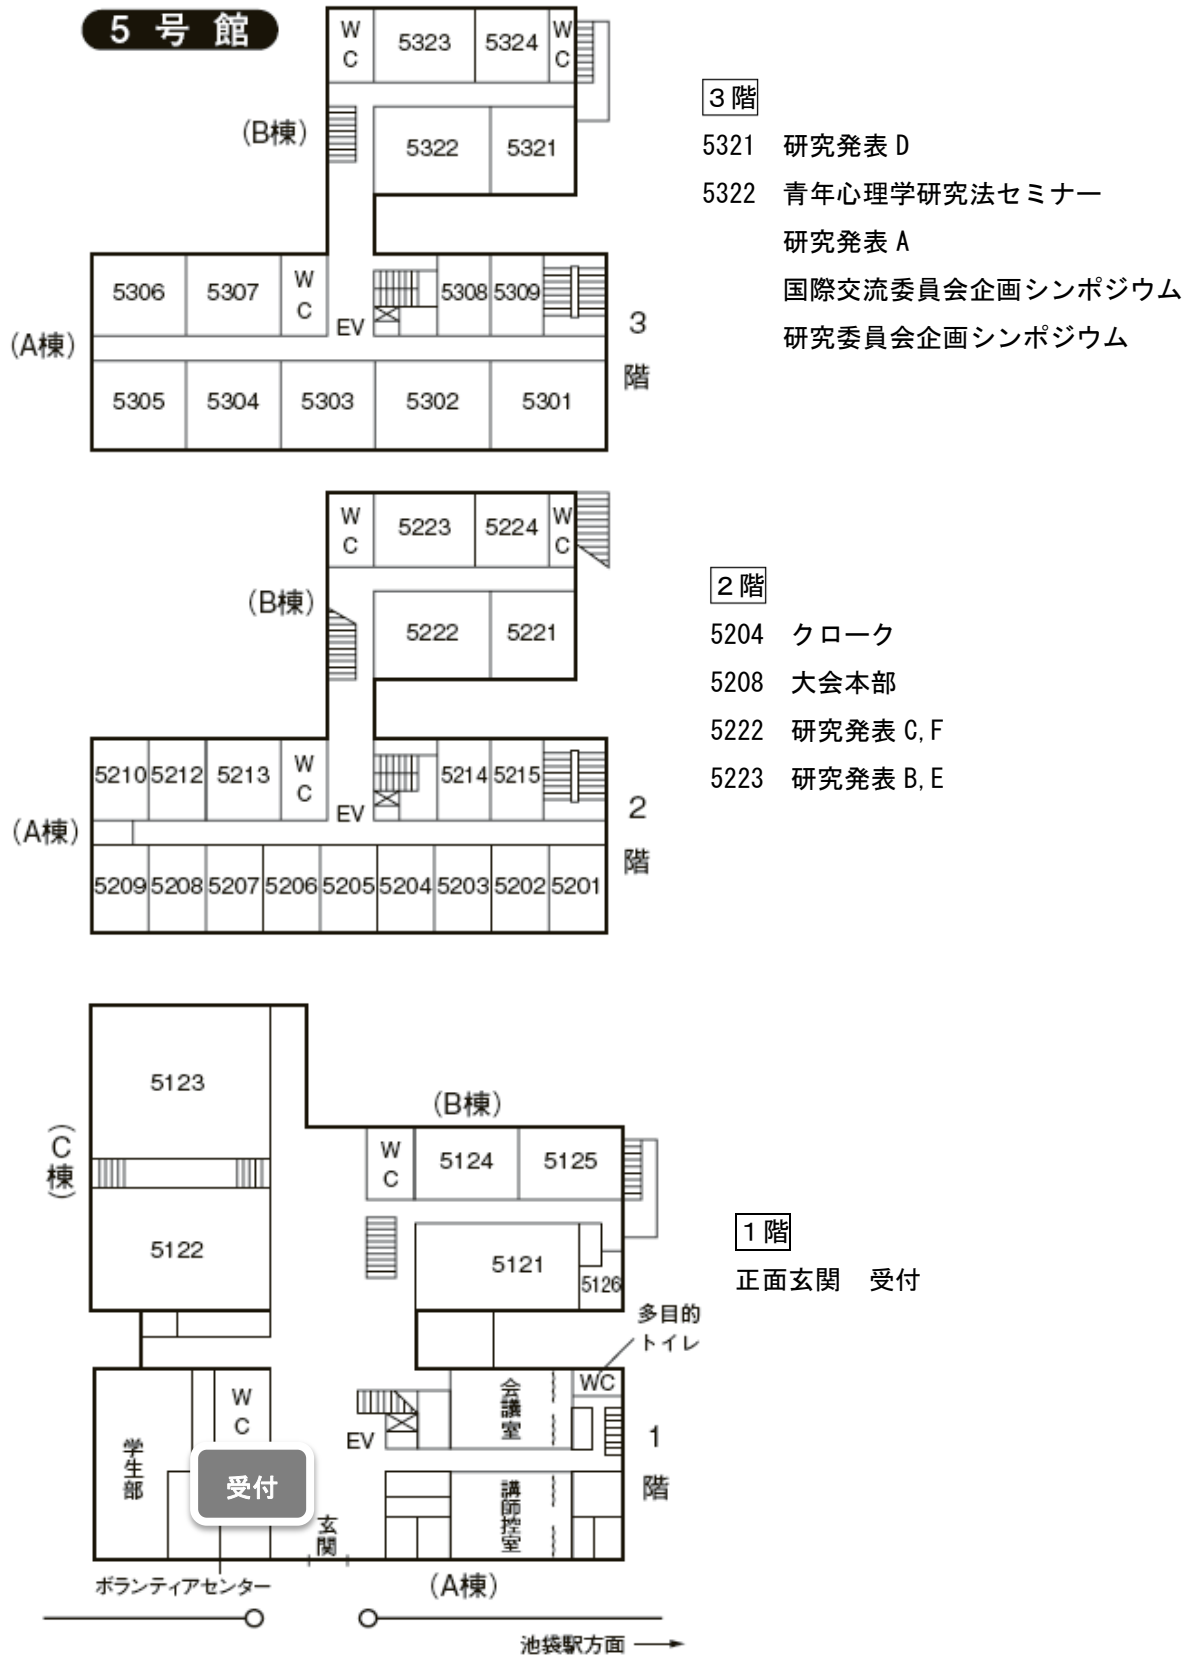 5号館
WC
5323
5324
WC
(B棟)
5322
5321
5306
5307
WC
EV
5308
5309
(A棟)
3階
5305
5304
5303
5302
5301
3階
5321 研究発表 D
5322 青年心理学研究法セミナー
研究発表 A
国際交流委員会企画シンポジウム
研究委員会企画シンポジウム
WC
5223
5224
WC
(B棟)
5222
5221
5210
5212
5213
WC
EV
5214
5215
(A棟)
2階
5209
5208
5207
5206
5205
5204
5203
5202
5201
2階
5204 クローク
5208 大会本部
5222 研究発表 C,F
5223 研究発表 B,E
5123
(C棟)
5122
(B棟)
WC
5124
5125
5121
5126
多目的
トイレ
WC
学生部
WC
受付
EV
会議室
講師控室
1階
玄関
ボランティアセンター
(A棟)
池袋駅方面
1階
正面玄関 受付